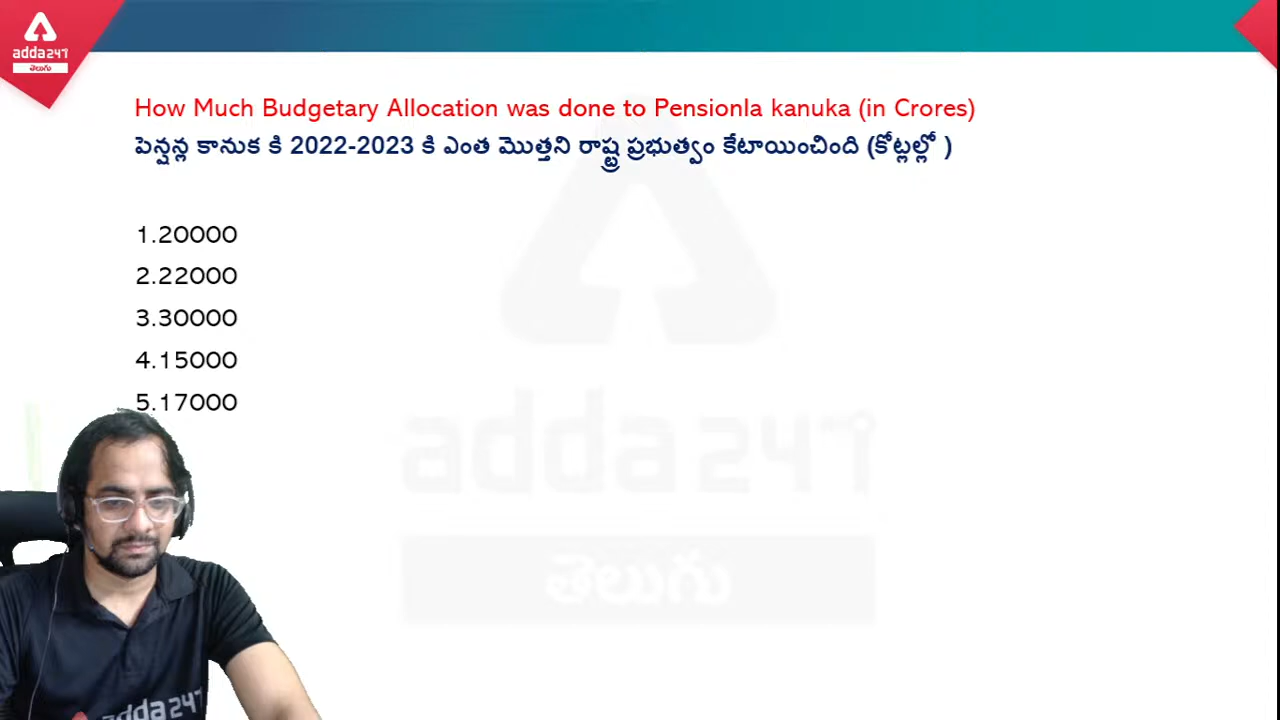 adda247
తెలుగు
How Much Budgetary Allocation was done to Pensionla kanuka (in Crores)
పెన్షన్ల కానుక కి 2022-2023 కి ఎంత మొత్తని రాష్ట్ర ప్రభుత్వం కేటాయించింది (కోట్లల్లో )
1.20000
2.22000
3.30000
4.15000
5.17000
adda247
తెలుగు
adda247